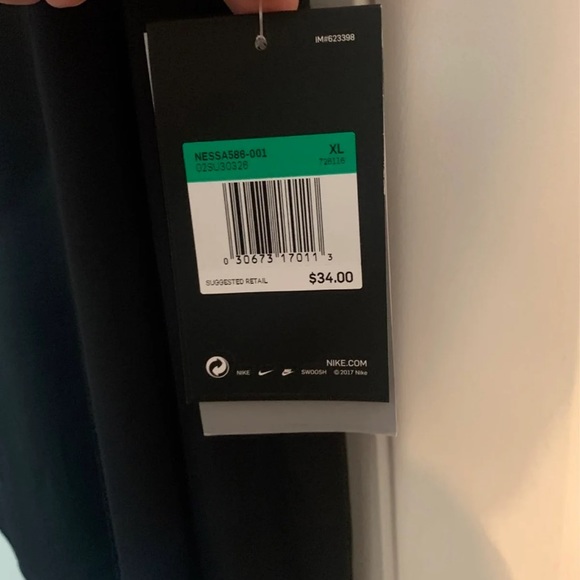 IM#623398
NESSA586-001 XL
02SU30326 728126
0 30673 17011 3
SUGGESTED RETAIL $34.00
NIKE.COM
NIKE SWOOSH © 2017 Nike